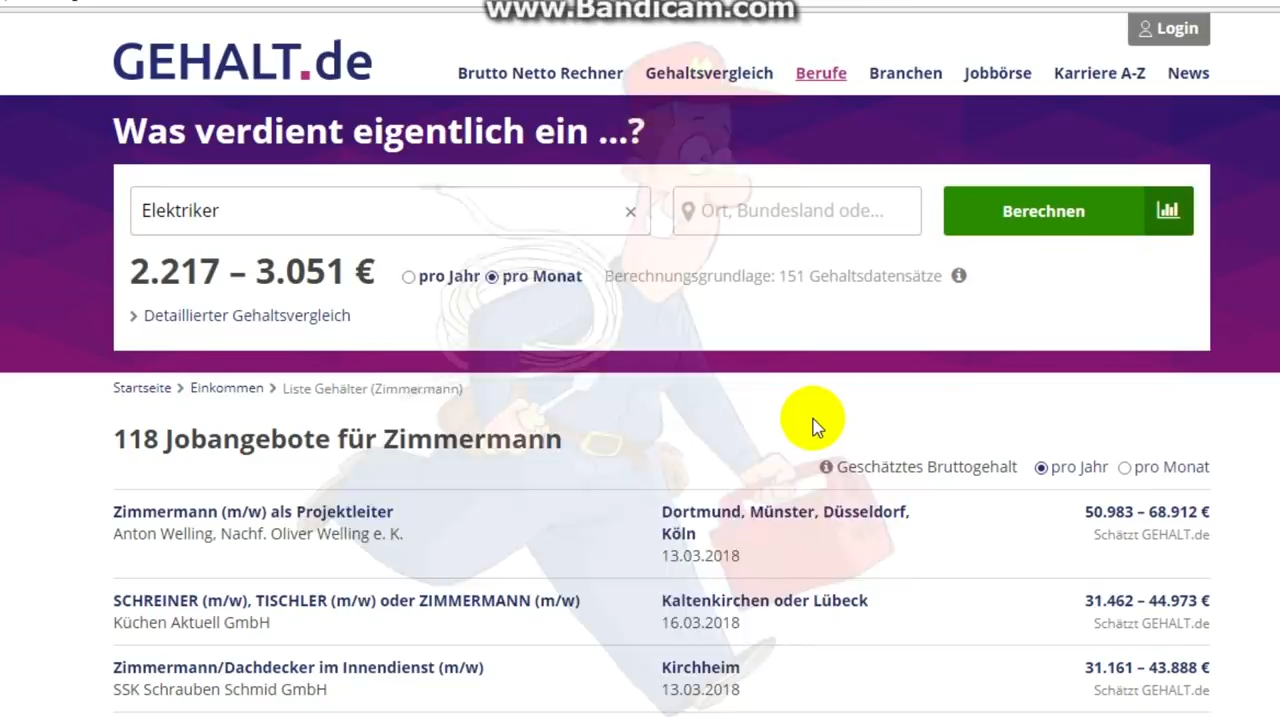 www.Bandicam.com
Login
GEHALT.de
Brutto Netto Rechner Gehaltsvergleich Berufe Branchen Jobbörse Karriere A-Z News
Was verdient eigentlich ein ...?
Elektriker × Ort, Bundesland ode... Berechnen
2.217 – 3.051 € pro Jahr pro Monat Berechnungsgrundlage: 151 Gehaltsdatensätze
Detaillierter Gehaltsvergleich
Startseite > Einkommen > Liste Gehälter (Zimmermann)
118 Jobangebote für Zimmermann
Geschätztes Bruttogehalt pro Jahr pro Monat
Zimmermann (m/w) als Projektleiter Dortmund, Münster, Düsseldorf, 50.983 – 68.912 €
Anton Welling, Nachf. Oliver Welling e. K. Köln Schätzt GEHALT.de
13.03.2018
SCHREINER (m/w), TISCHLER (m/w) oder ZIMMERMANN (m/w) Kaltenkirchen oder Lübeck 31.462 – 44.973 €
Küchen Aktuell GmbH 16.03.2018 Schätzt GEHALT.de
Zimmermann/Dachdecker im Innendienst (m/w) Kirchheim 31.161 – 43.888 €
SSK Schrauben Schmid GmbH 13.03.2018 Schätzt GEHALT.de